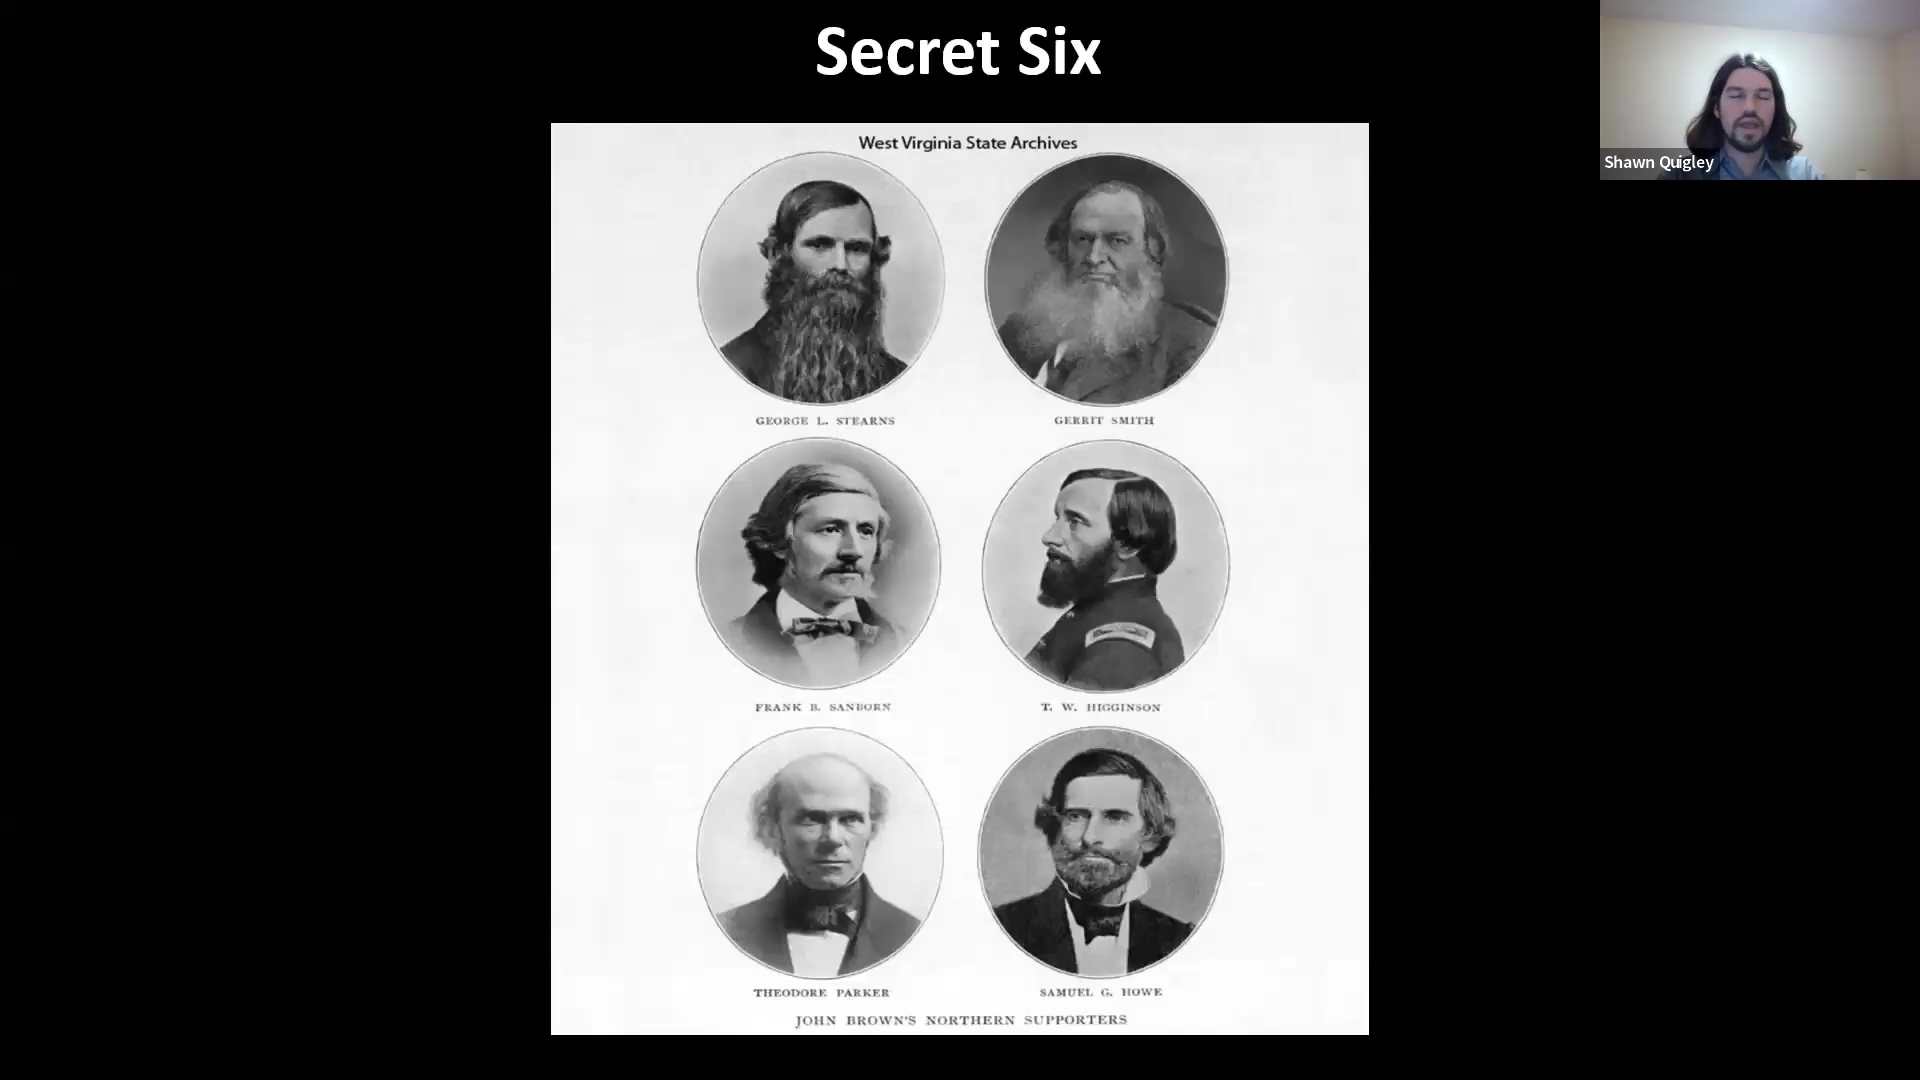 Secret Six
Shawn Quigley
West Virginia State Archives
GEORGE L. STEARNS
GERRIT SMITH
FRANK B. SANBORN
T. W. HIGGINSON
THEODORE PARKER
SAMUEL G. HOWE
JOHN BROWN'S NORTHERN SUPPORTERS